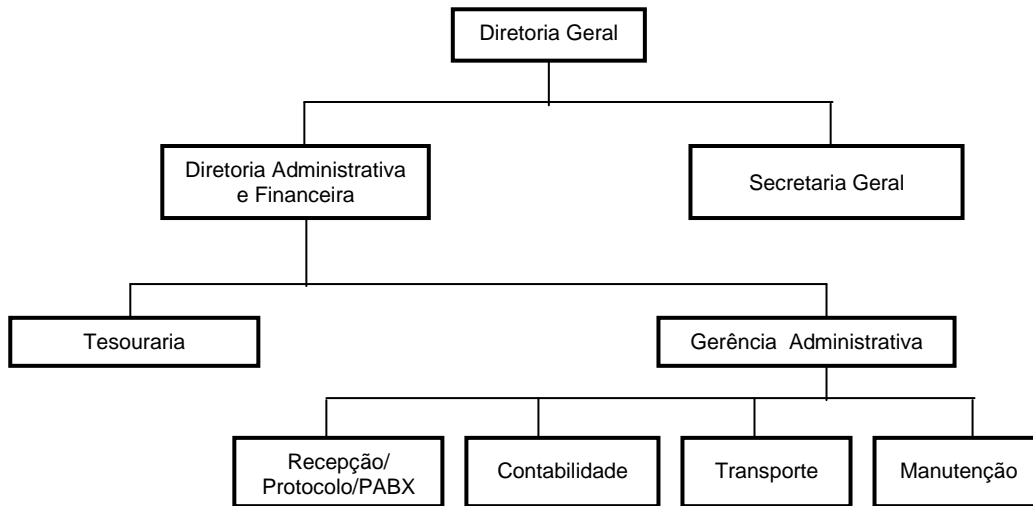 Diretoria Geral
Diretoria Administrativa
e Financeira
Secretaria Geral
Tesouraria
Gerência Administrativa
Recepção/
Protocolo/PABX
Contabilidade
Transporte
Manutenção